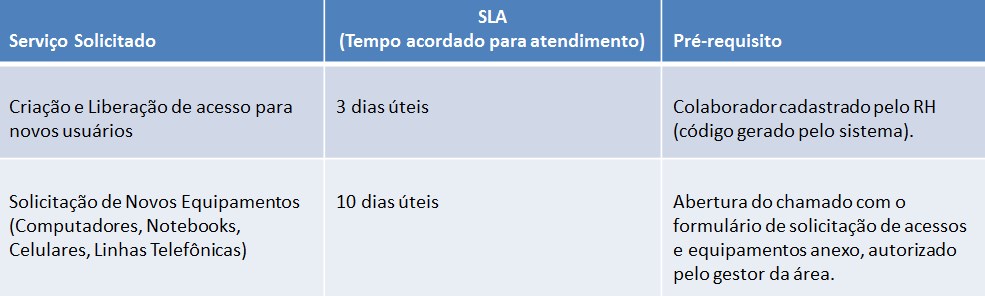 Serviço Solicitado
SLA
(Tempo acordado para atendimento)
Pré-requisito
Criação e Liberação de acesso para
novos usuários
3 dias úteis
Colaborador cadastrado pelo RH
(código gerado pelo sistema).
Solicitação de Novos Equipamentos
(Computadores, Notebooks,
Celulares, Linhas Telefônicas)
10 dias úteis
Abertura do chamado com o
formulário de solicitação de acessos
e equipamentos anexo, autorizado
pelo gestor da área.